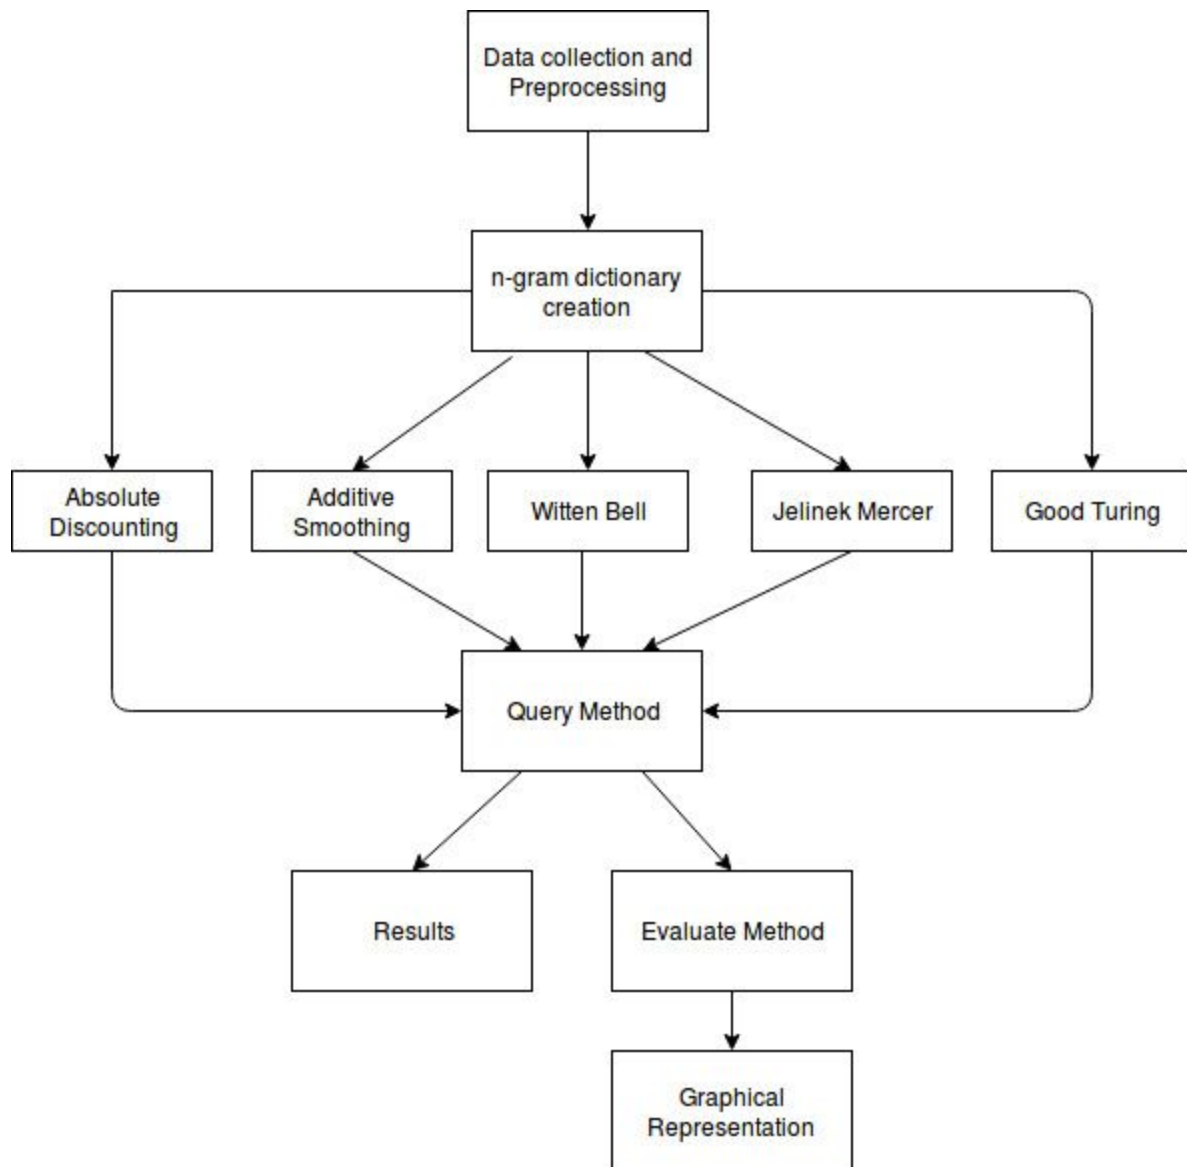 Data collection and
Preprocessing
n-gram dictionary
creation
Absolute
Discounting
Additive
Smoothing
Witten Bell
Jelinek Mercer
Good Turing
Query Method
Results
Evaluate Method
Graphical
Representation